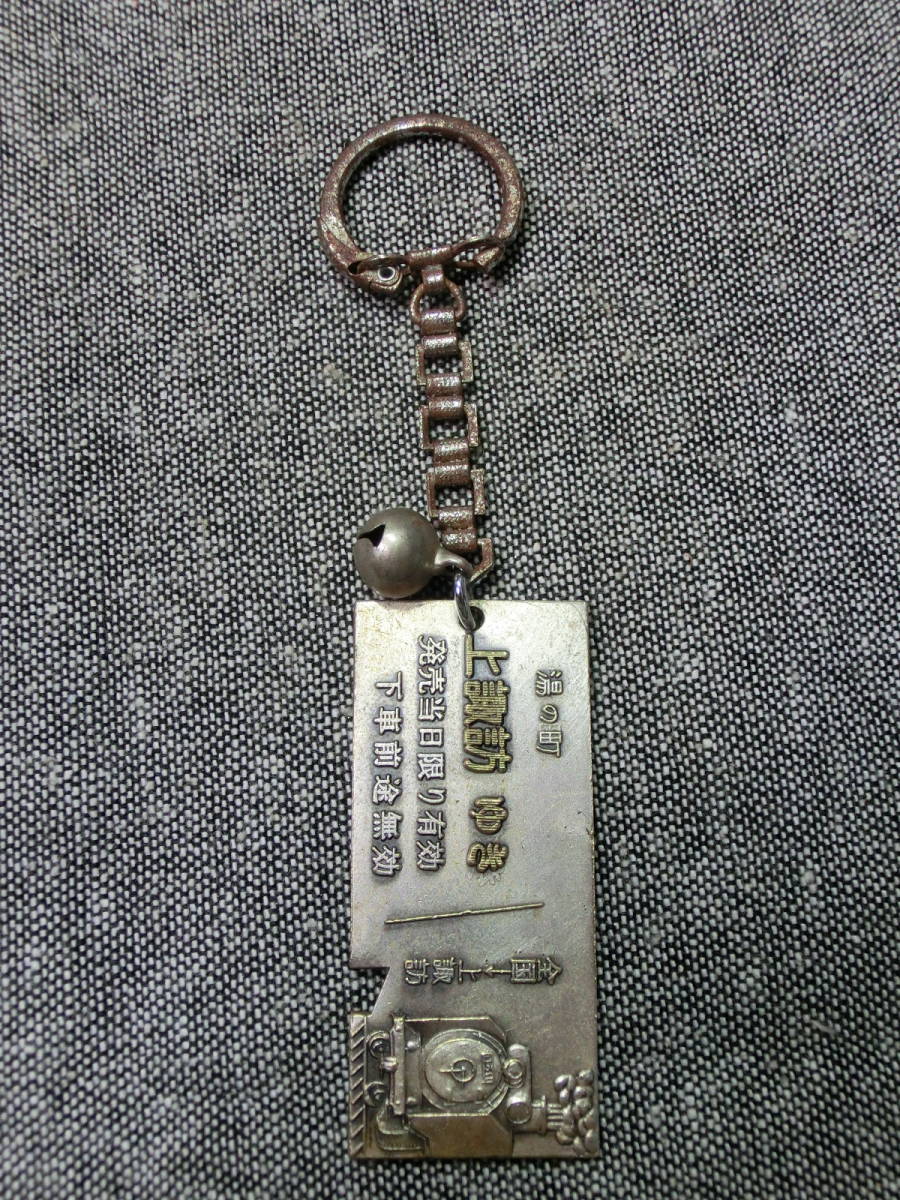 湯の町
上諏訪 ゆき
発売当日限り有効
下車前途無効
全国→上諏訪